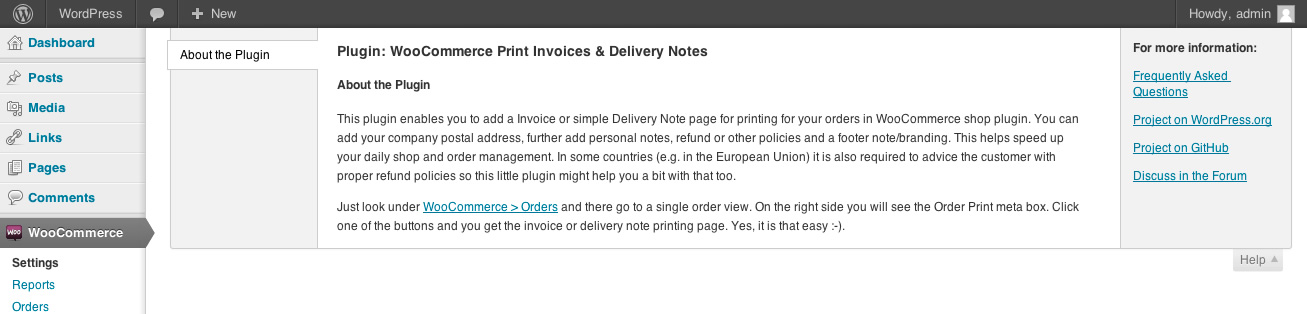 WordPress
New
Howdy, admin
Dashboard
Posts
Media
Links
Pages
Comments
WOO
WooCommerce
Settings
Reports
Orders
About the Plugin
Plugin: WooCommerce Print Invoices & Delivery Notes
About the Plugin
This plugin enables you to add a Invoice or simple Delivery Note page for printing for your orders in WooCommerce shop plugin. You can
add your company postal address, further add personal notes, refund or other policies and a footer note/branding. This helps speed up
your daily shop and order management. In some countries (e.g. in the European Union) it is also required to advice the customer with
proper refund policies so this little plugin might help you a bit with that too.
Just look under WooCommerce > Orders and there go to a single order view. On the right side you will see the Order Print meta box. Click
one of the buttons and you get the invoice or delivery note printing page. Yes, it is that easy :-).
For more information:
Frequently Asked
Questions
Project on WordPress.org
Project on GitHub
Discuss in the Forum
Help